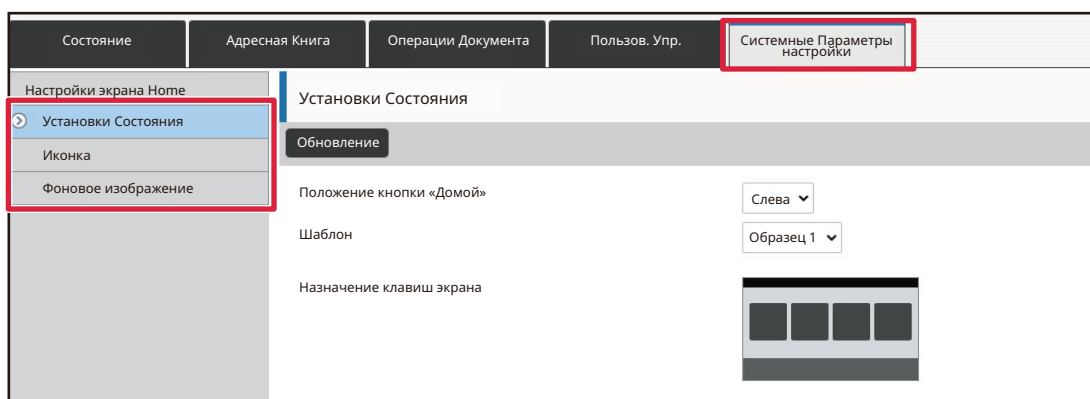 Состояние
Адресная Книга
Операции Документа
Пользов. Упр.
Системные Параметры
настройки
Настройки экрана Home
Установки Состояния
Иконка
Фоновое изображение
Установки Состояния
Обновление
Положение кнопки «Домой»
Слева
Шаблон
Образец 1
Назначение клавиш экрана